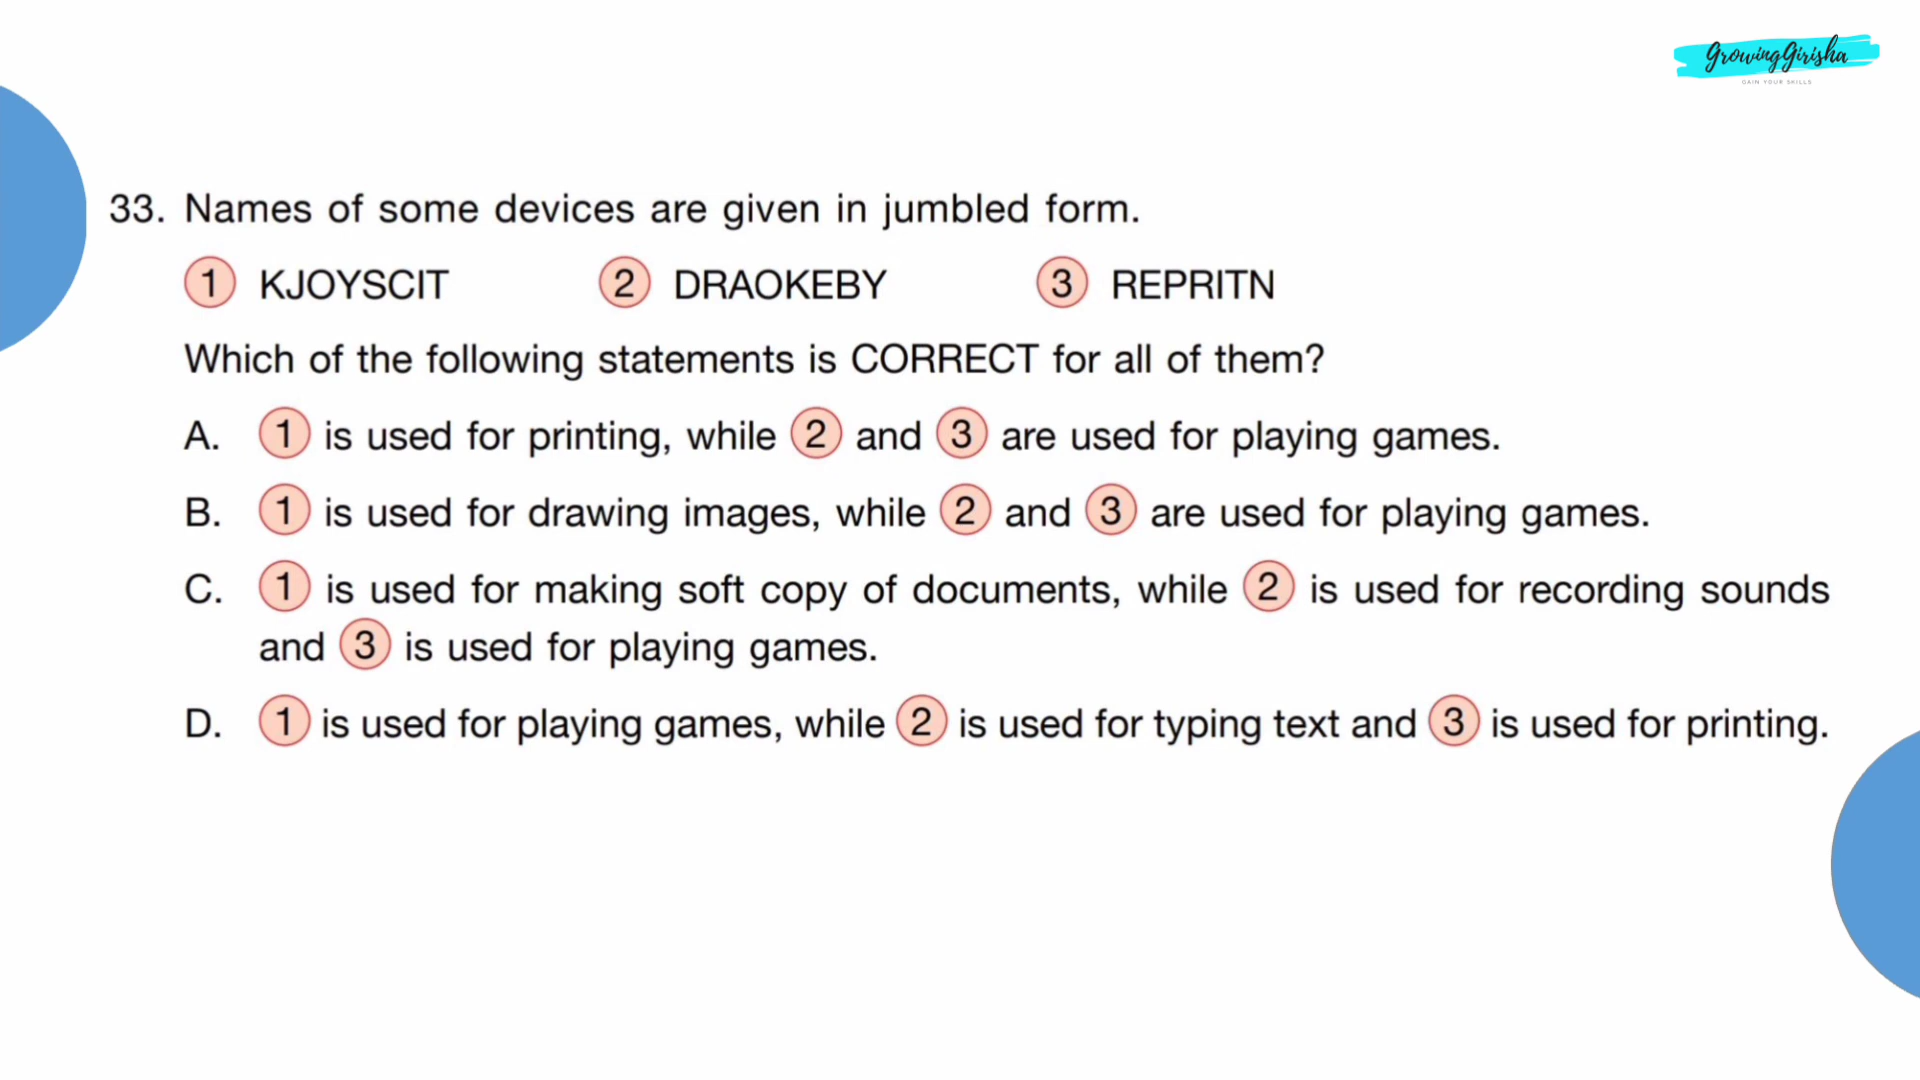 GrowingGirisha
GAIN YOUR SKILLS
33. Names of some devices are given in jumbled form.
1 KJOYSCIT 2 DRAOKEBY 3 REPRITN
Which of the following statements is CORRECT for all of them?
A. 1 is used for printing, while 2 and 3 are used for playing games.
B. 1 is used for drawing images, while 2 and 3 are used for playing games.
C. 1 is used for making soft copy of documents, while 2 is used for recording sounds
and 3 is used for playing games.
D. 1 is used for playing games, while 2 is used for typing text and 3 is used for printing.